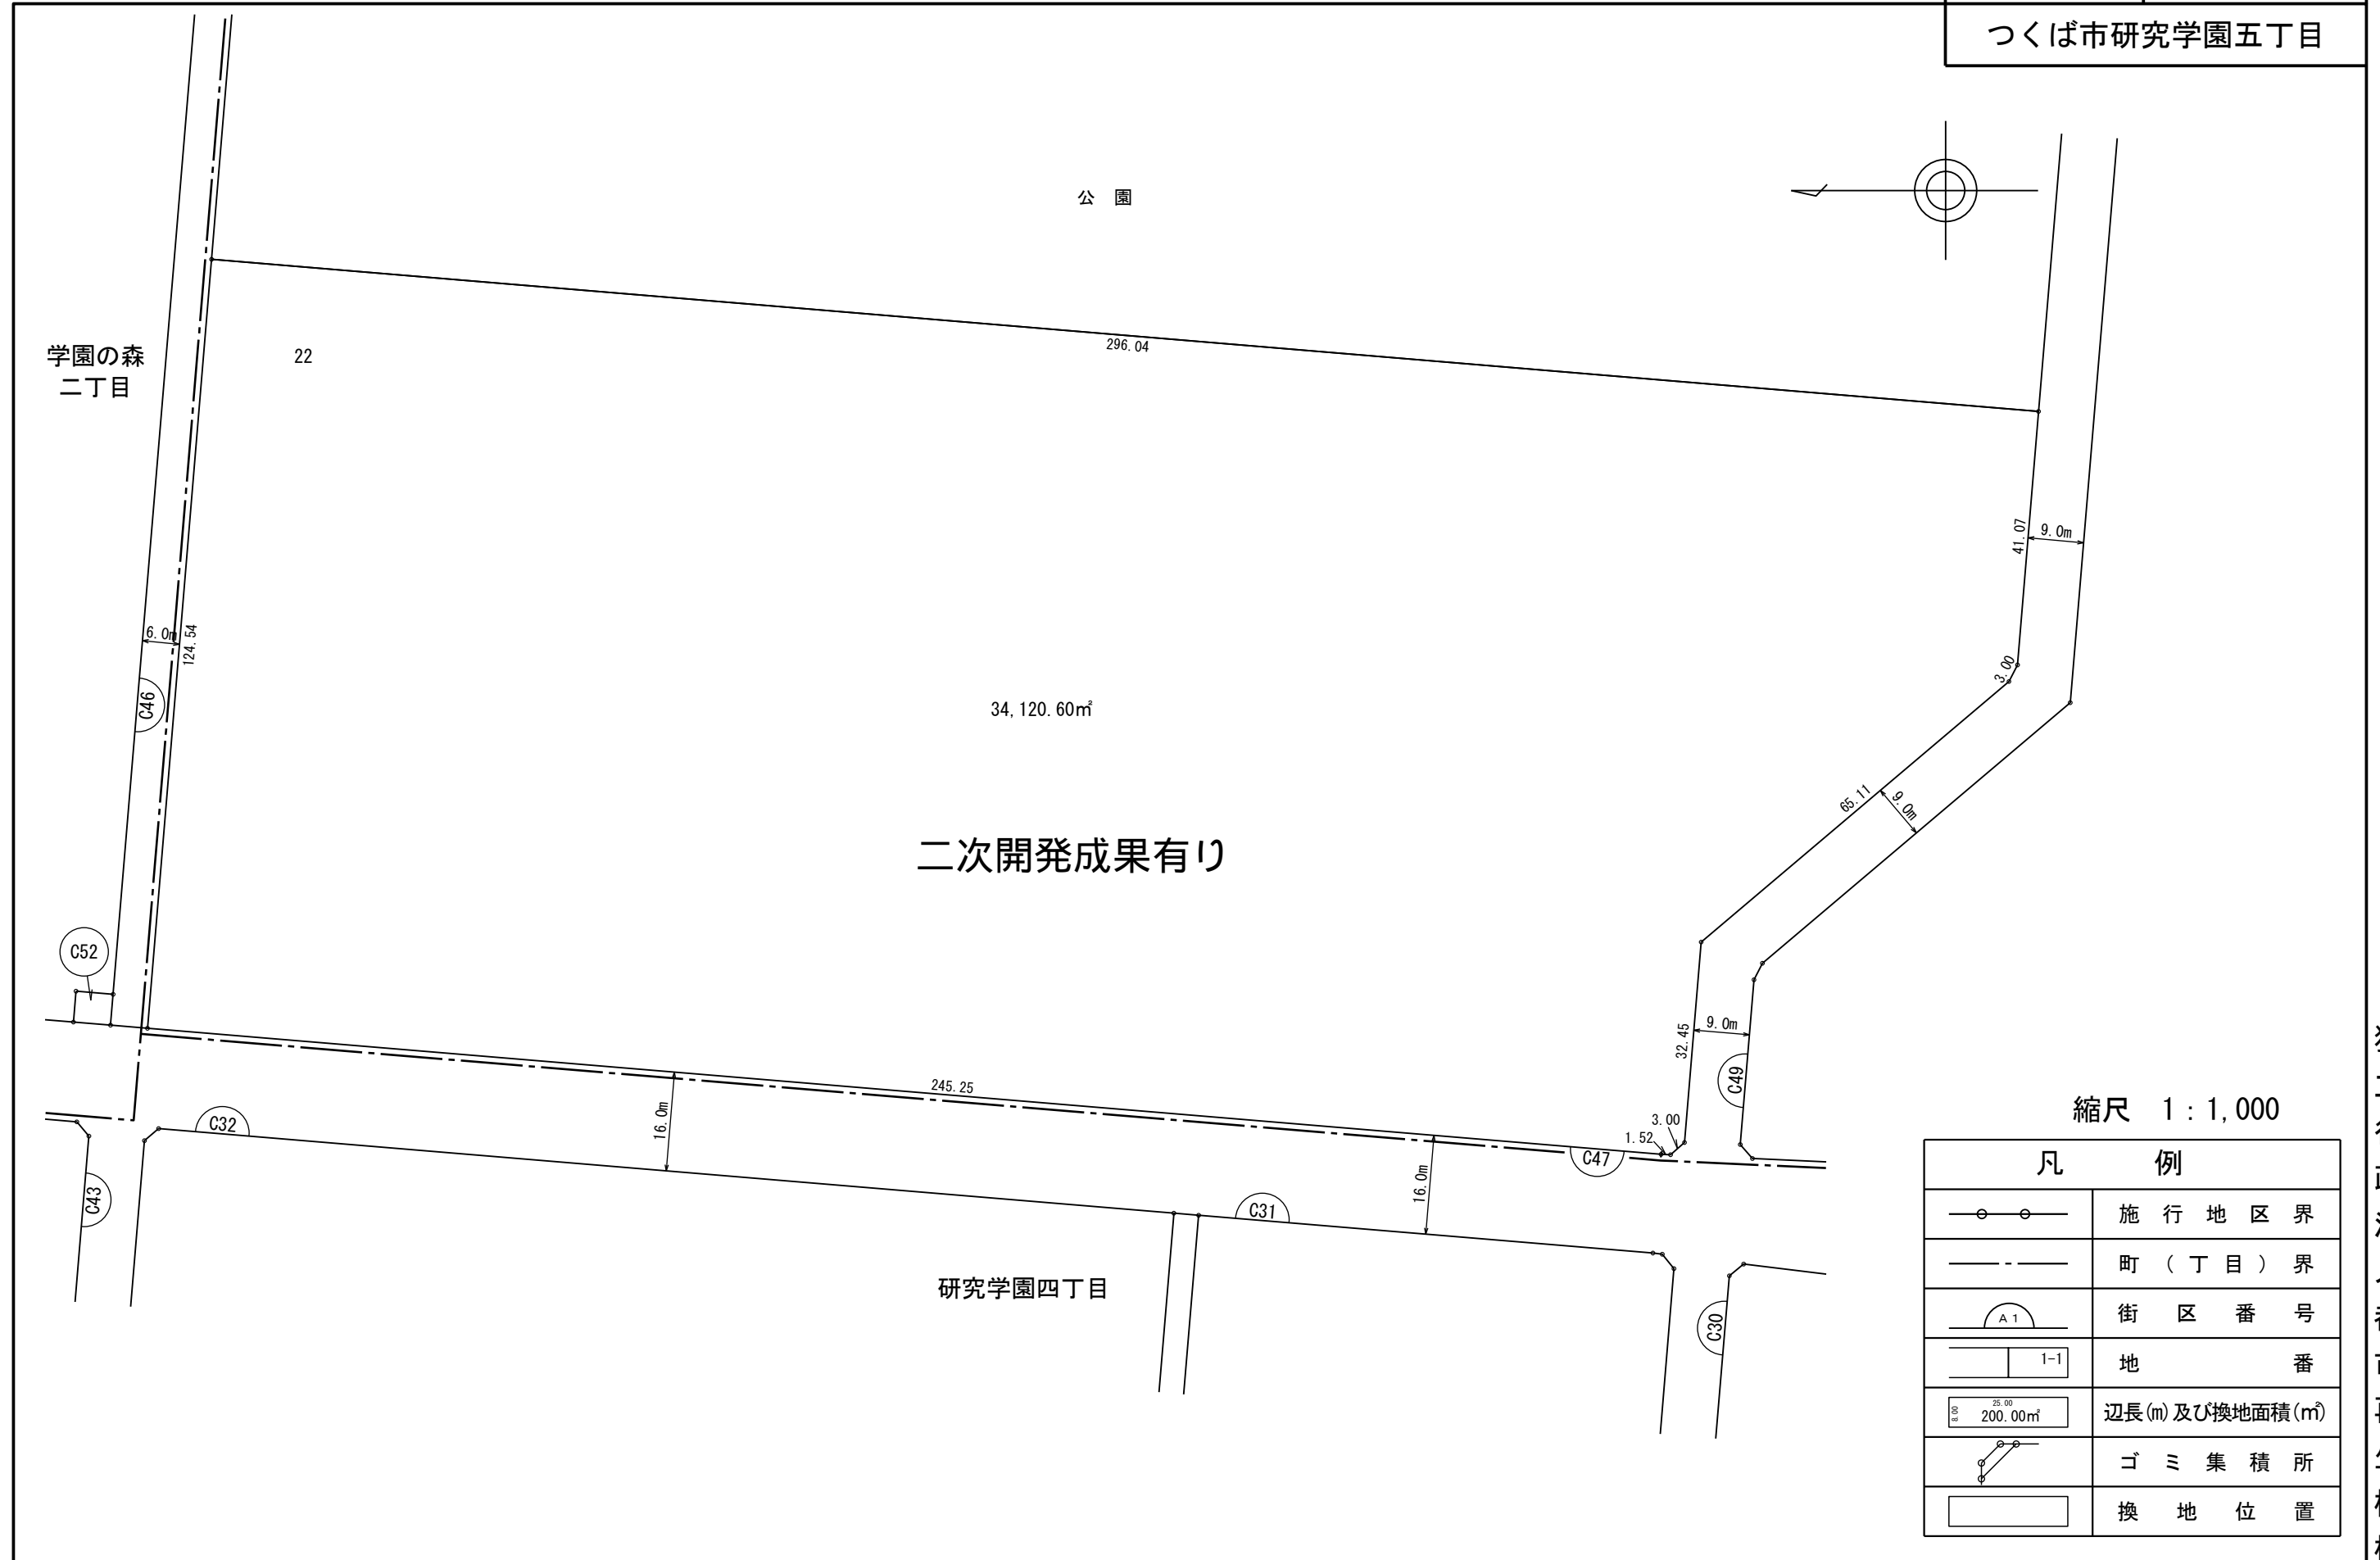 つくば市研究学園五丁目
公 園
学園の森
二丁目
22
296.04
41.07
9.0m
6.0m
124.54
3.00
C46
34,120.60㎡
65.11
9.0m
二次開発成果有り
C52
32.45
9.0m
C49
245.25
16.0m
C32
3.00
1.52
C47
16.0m
C43
C31
研究学園四丁目
C30
縮尺 1:1,000
凡 例
施行地区界
町(丁目)界
A1
街区番号
1-1
地番
8.00
25.00
200.00㎡
辺長(m)及び換地面積(㎡)
ゴミ集積所
換地位置